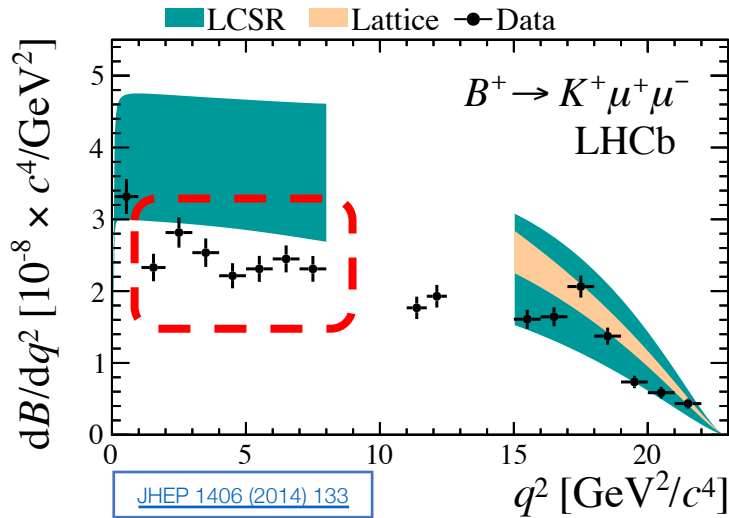 LCSR Lattice Data
B⁺ → K⁺μ⁺μ⁻
LHCb
dB/dq² [10⁻⁸ × c⁴/GeV²]
5
4
3
2
1
0
0 5 10 15 20
q² [GeV²/c⁴]
JHEP 1406 (2014) 133